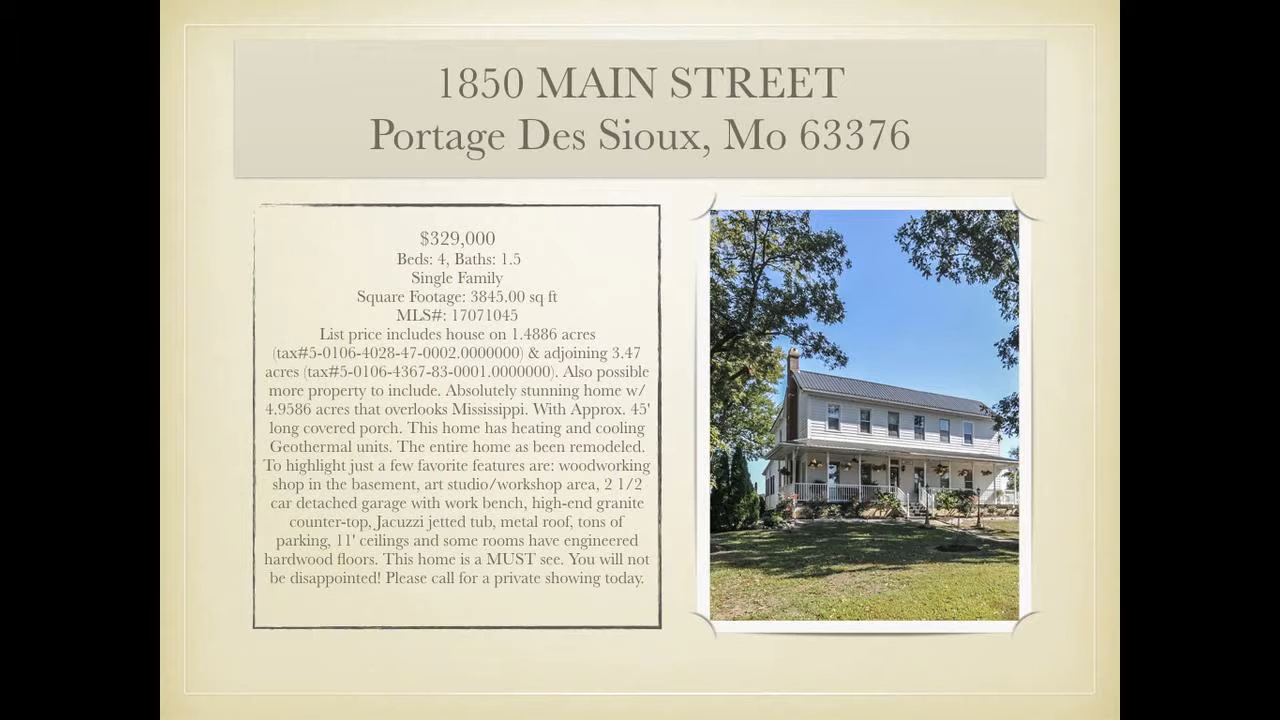 1850 MAIN STREET
Portage Des Sioux, Mo 63376
$329,000
Beds: 4, Baths: 1.5
Single Family
Square Footage: 3845.00 sq ft
MLS#: 17071045
List price includes house on 1.4886 acres
(tax#5-0106-4028-47-0002.0000000) & adjoining 3.47
acres (tax#5-0106-4367-83-0001.0000000). Also possible
more property to include. Absolutely stunning home w/
4.9586 acres that overlooks Mississippi. With Approx. 45'
long covered porch. This home has heating and cooling
Geothermal units. The entire home as been remodeled.
To highlight just a few favorite features are: woodworking
shop in the basement, art studio/workshop area, 2 1/2
car detached garage with work bench, high-end granite
counter-top, Jacuzzi jetted tub, metal roof, tons of
parking, 11' ceilings and some rooms have engineered
hardwood floors. This home is a MUST see. You will not
be disappointed! Please call for a private showing today.